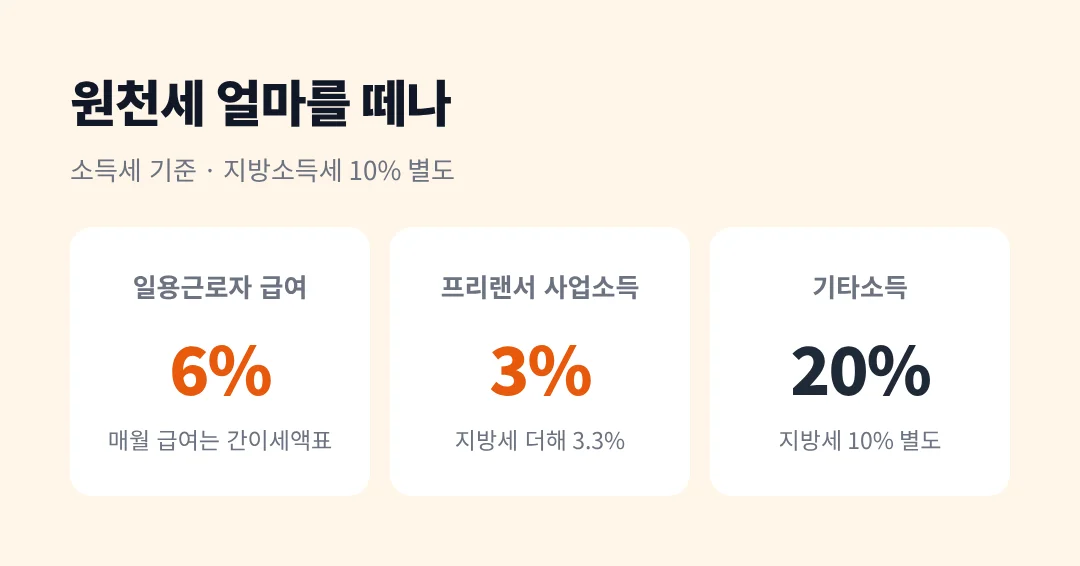 원천세 얼마를 떼나
소득세 기준 · 지방소득세 10% 별도
일용근로자 급여
6%
매월 급여는 간이세액표
프리랜서 사업소득
3%
지방세 더해 3.3%
기타소득
20%
지방세 10% 별도